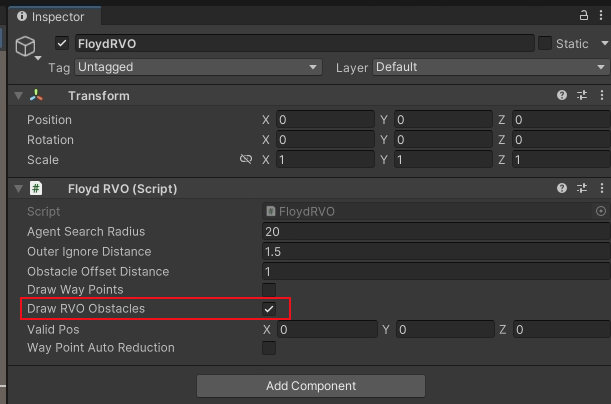 Inspector
FloydRVO
Static
Tag Untagged Layer Default
Transform
Position X 0 Y 0 Z 0
Rotation X 0 Y 0 Z 0
Scale X 1 Y 1 Z 1
# Floyd RVO (Script)
Script FloydRVO
Agent Search Radius 20
Outer Ignore Distance 1.5
Obstacle Offset Distance 1
Draw Way Points
Draw RVO Obstacles
Valid Pos X 0 Y 0 Z 0
Way Point Auto Reduction
Add Component